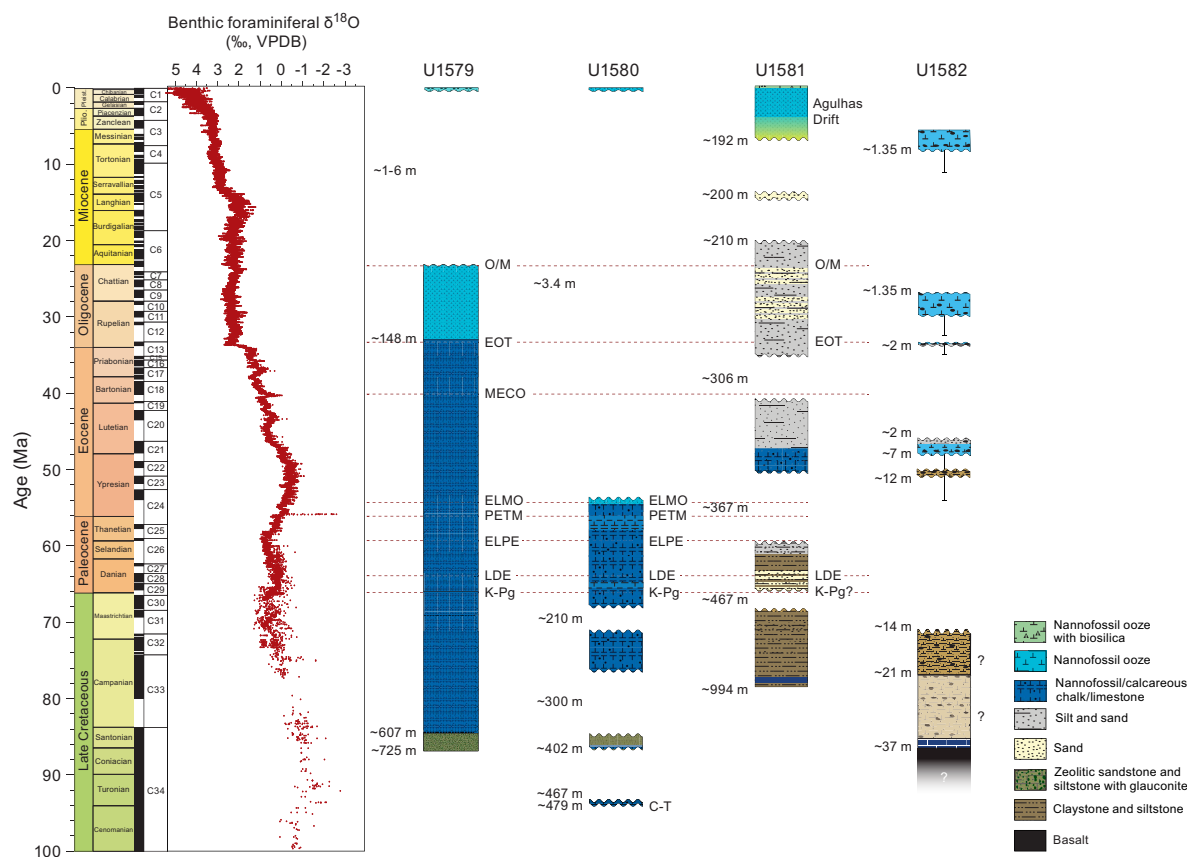 Benthic foraminiferal δ18O
(‰, VPDB)
5 4 3 2 1 0 -1 -2 -3
U1579
U1580
U1581
U1582
Age (Ma)
0
10
20
30
40
50
60
70
80
90
100
Pleist.
Plio.
Miocene
Oligocene
Eocene
Paleocene
Late Cretaceous
Chibanian
Calabrian
Gelasian
Piacenzian
Zanclean
Messinian
Tortonian
Serravallian
Langhian
Burdigalian
Aquitanian
Chattian
Rupelian
Priabonian
Bartonian
Lutetian
Ypresian
Thanetian
Selandian
Danian
Maastrichtian
Campanian
Santonian
Coniacian
Turonian
Cenomanian
C1
C2
C3
C4
C5
C6
C7
C8
C9
C10
C11
C12
C13
C16
C17
C18
C19
C20
C21
C22
C23
C24
C25
C26
C27
C28
C29
C30
C31
C32
C33
C34
~1-6 m
~148 m
~607 m
~725 m
O/M
EOT
MECO
ELMO
PETM
ELPE
LDE
K-Pg
~3.4 m
~210 m
~300 m
~402 m
~467 m
~479 m
ELMO
PETM
ELPE
LDE
K-Pg
C-T
~192 m
~200 m
~210 m
~306 m
~367 m
~467 m
~994 m
Agulhas
Drift
O/M
EOT
LDE
K-Pg?
~1.35 m
~1.35 m
~2 m
~2 m
~7 m
~12 m
~14 m
~21 m
~37 m
?
?
?
Nannofossil ooze
with biosilica
Nannofossil ooze
Nannofossil/calcareous
chalk/limestone
Silt and sand
Sand
Zeolitic sandstone and
siltstone with glauconite
Claystone and siltstone
Basalt